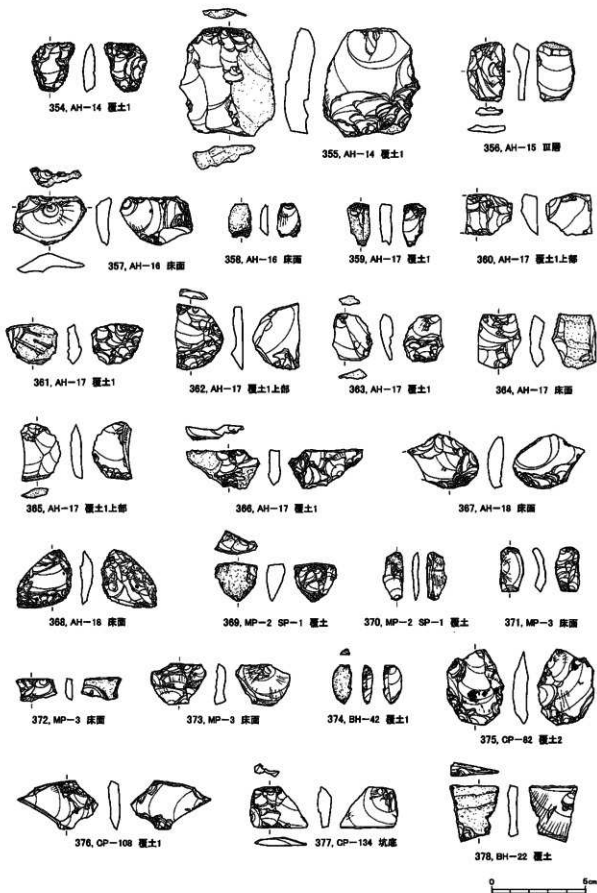 354, AH-14 覆土1
355, AH-14 覆土1
356, AH-15 Ⅲ層
357, AH-16 床面
358, AH-16 床面
359, AH-17 覆土1
360, AH-17 覆土1上部
361, AH-17 覆土1
362, AH-17 覆土1上部
363, AH-17 覆土1
364, AH-17 床面
365, AH-17 覆土1上部
366, AH-17 覆土1
367, AH-18 床面
368, AH-18 床面
369, MP-2 SP-1 覆土
370, MP-2 SP-1 覆土
371, MP-3 床面
372, MP-3 床面
373, MP-3 床面
374, BH-42 覆土1
375, CP-82 覆土2
376, CP-108 覆土1
377, CP-134 坑底
378, BH-22 覆土
0 5cm